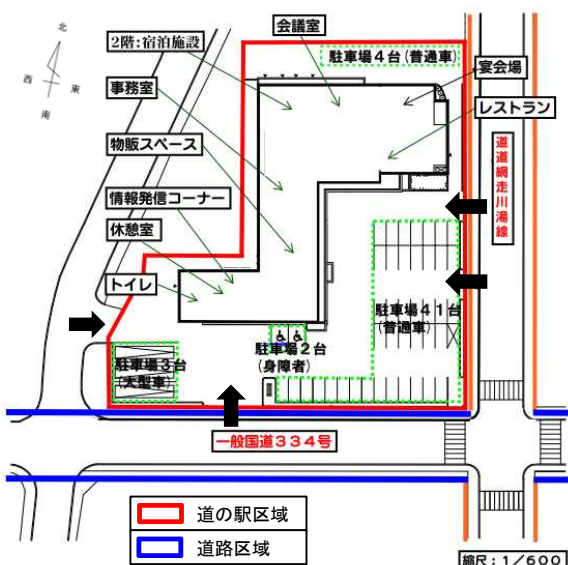 会議室
2階:宿泊施設
駐車場4台(普通車)
北
東
西
南
事務室
宴会場
レストラン
物販スペース
道道網走川湯線
情報発信コーナー
休憩室
トイレ
駐車場41台
(普通車)
駐車場2台
(身障者)
駐車場3台
(大型車)
一般国道334号
道の駅区域
道路区域
縮尺:1/600